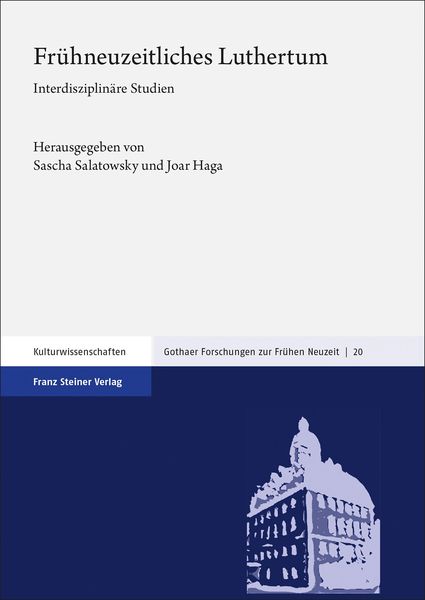 Frühneuzeitliches Luthertum
Interdisziplinäre Studien
Herausgegeben von
Sascha Salatowsky und Joar Haga
Kulturwissenschaften
Gothaer Forschungen zur Frühen Neuzeit | 20
Franz Steiner Verlag